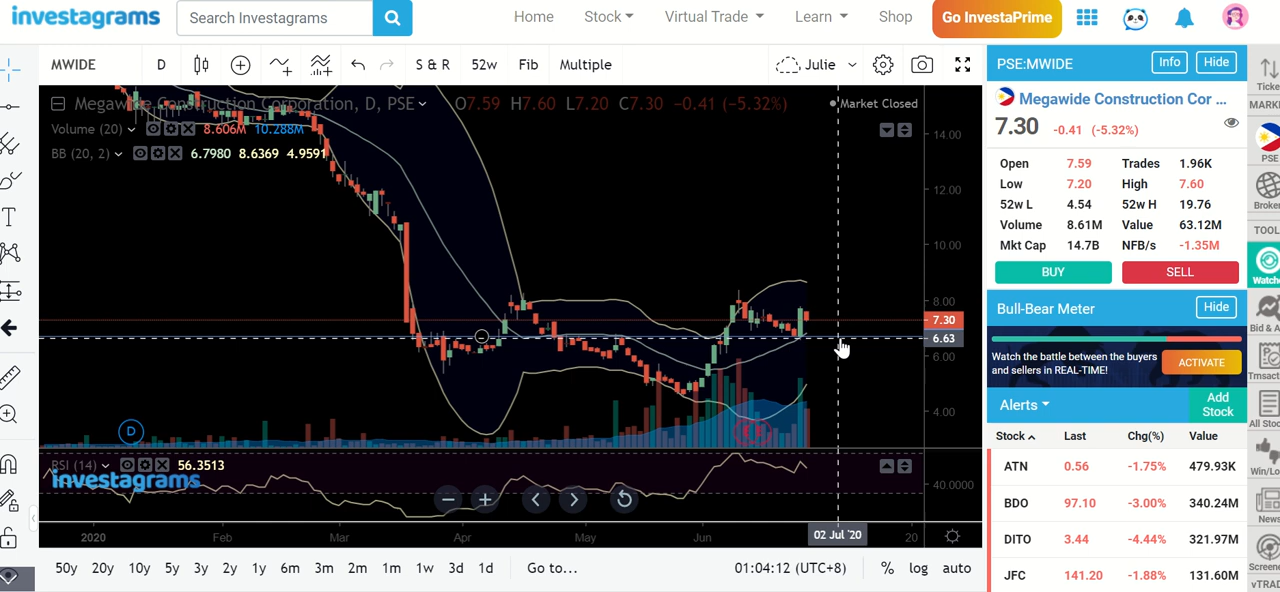 investagrams
Search Investagrams
Home Stock Virtual Trade Learn Shop Go InvestaPrime
MWIDE D S & R 52w Fib Multiple Julie
Megawide Construction Corporation, D, PSE O7.59 H7.60 L7.20 C7.30 −0.41 (−5.32%) Market Closed
Volume (20) 8.606M 10.288M
BB (20, 2) 6.7980 8.6369 4.9591
14.00
12.00
10.00
8.00
7.30
6.63
6.00
4.00
D
RSI (14) 56.3513
investagrams
40.0000
2020 Feb Mar Apr May Jun 02 Jul '20 20
50y 20y 10y 5y 3y 2y 1y 6m 3m 2m 1m 1w 3d 1d Go to... 01:04:12 (UTC+8) % log auto
PSE:MWIDE Info Hide
Megawide Construction Cor ...
7.30 -0.41 (-5.32%)
Open 7.59 Trades 1.96K
Low 7.20 High 7.60
52w L 4.54 52w H 19.76
Volume 8.61M Value 63.12M
Mkt Cap 14.7B NFB/s -1.35M
BUY SELL
Bull-Bear Meter Hide
Watch the battle between the buyers
and sellers in REAL-TIME!
ACTIVATE
Alerts Add
Stock
Stock Last Chg(%) Value
ATN 0.56 -1.75% 479.93K
BDO 97.10 -3.00% 340.24M
DITO 3.44 -4.44% 321.97M
JFC 141.20 -1.88% 131.60M
PSE
News